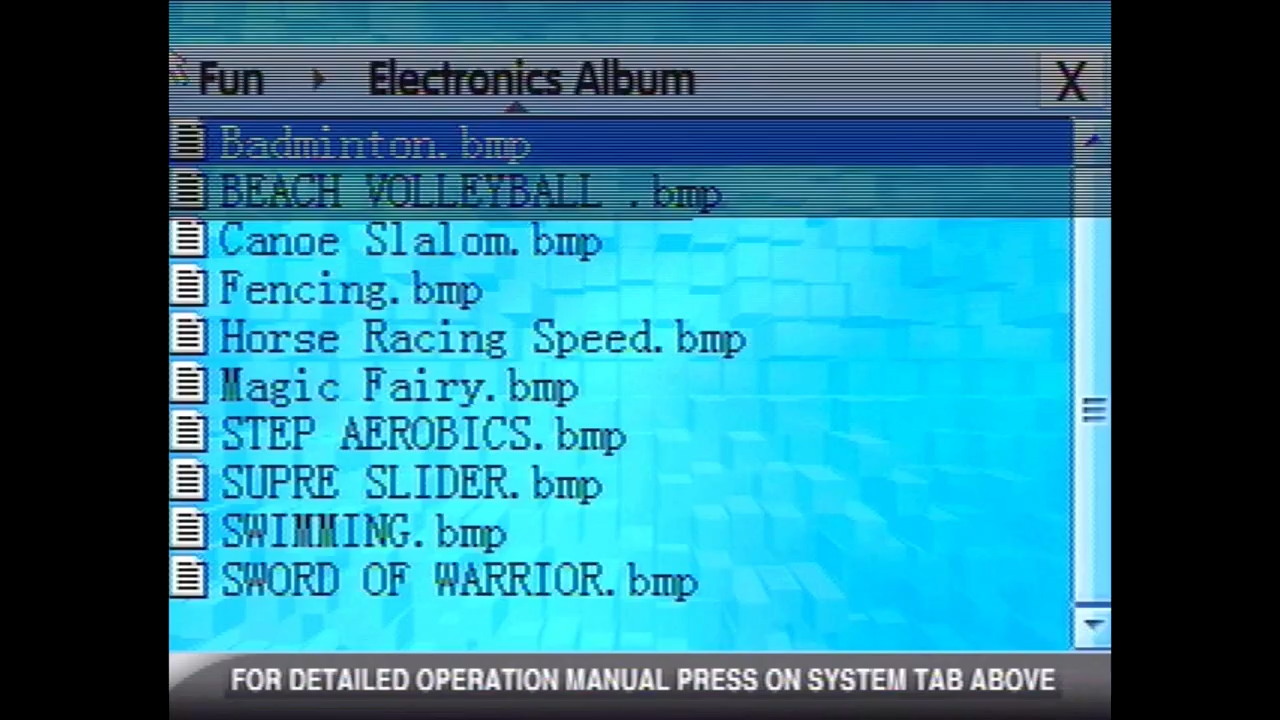 Fun Electronics Album X
Badminton.bmp
BEACH VOLLEYBALL .bmp
Canoe Slalom.bmp
Fencing.bmp
Horse Racing Speed.bmp
Magic Fairy.bmp
STEP AEROBICS.bmp
SUPRE SLIDER.bmp
SWIMMING.bmp
SWORD OF WARRIOR.bmp
FOR DETAILED OPERATION MANUAL PRESS ON SYSTEM TAB ABOVE